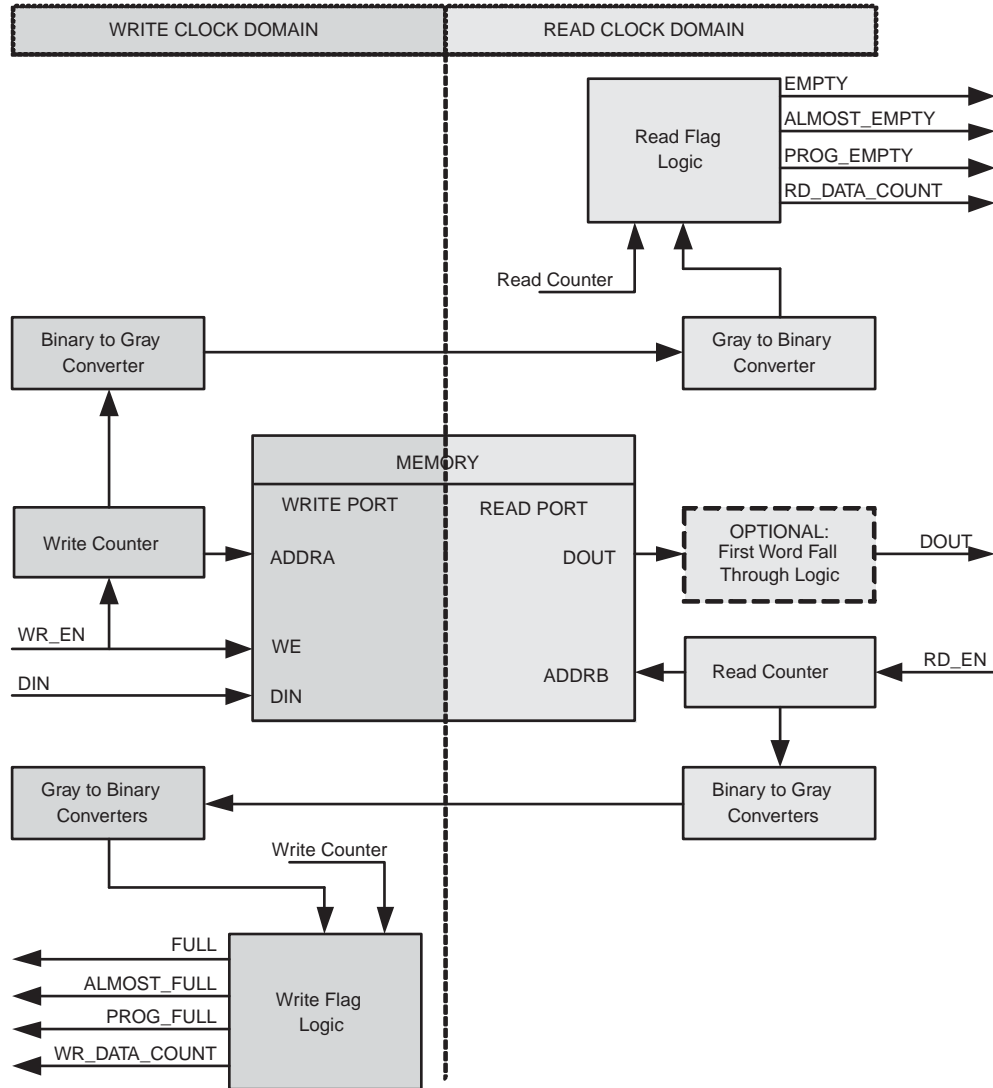 WRITE CLOCK DOMAIN
READ CLOCK DOMAIN
Read Flag
Logic
EMPTY
ALMOST_EMPTY
PROG_EMPTY
RD_DATA_COUNT
Read Counter
Binary to Gray
Converter
Gray to Binary
Converter
MEMORY
WRITE PORT
READ PORT
Write Counter
ADDRA
DOUT
OPTIONAL:
First Word Fall
Through Logic
DOUT
WR_EN
WE
DIN
DIN
ADDRB
Read Counter
RD_EN
Gray to Binary
Converters
Binary to Gray
Converters
Write Counter
FULL
ALMOST_FULL
PROG_FULL
WR_DATA_COUNT
Write Flag
Logic